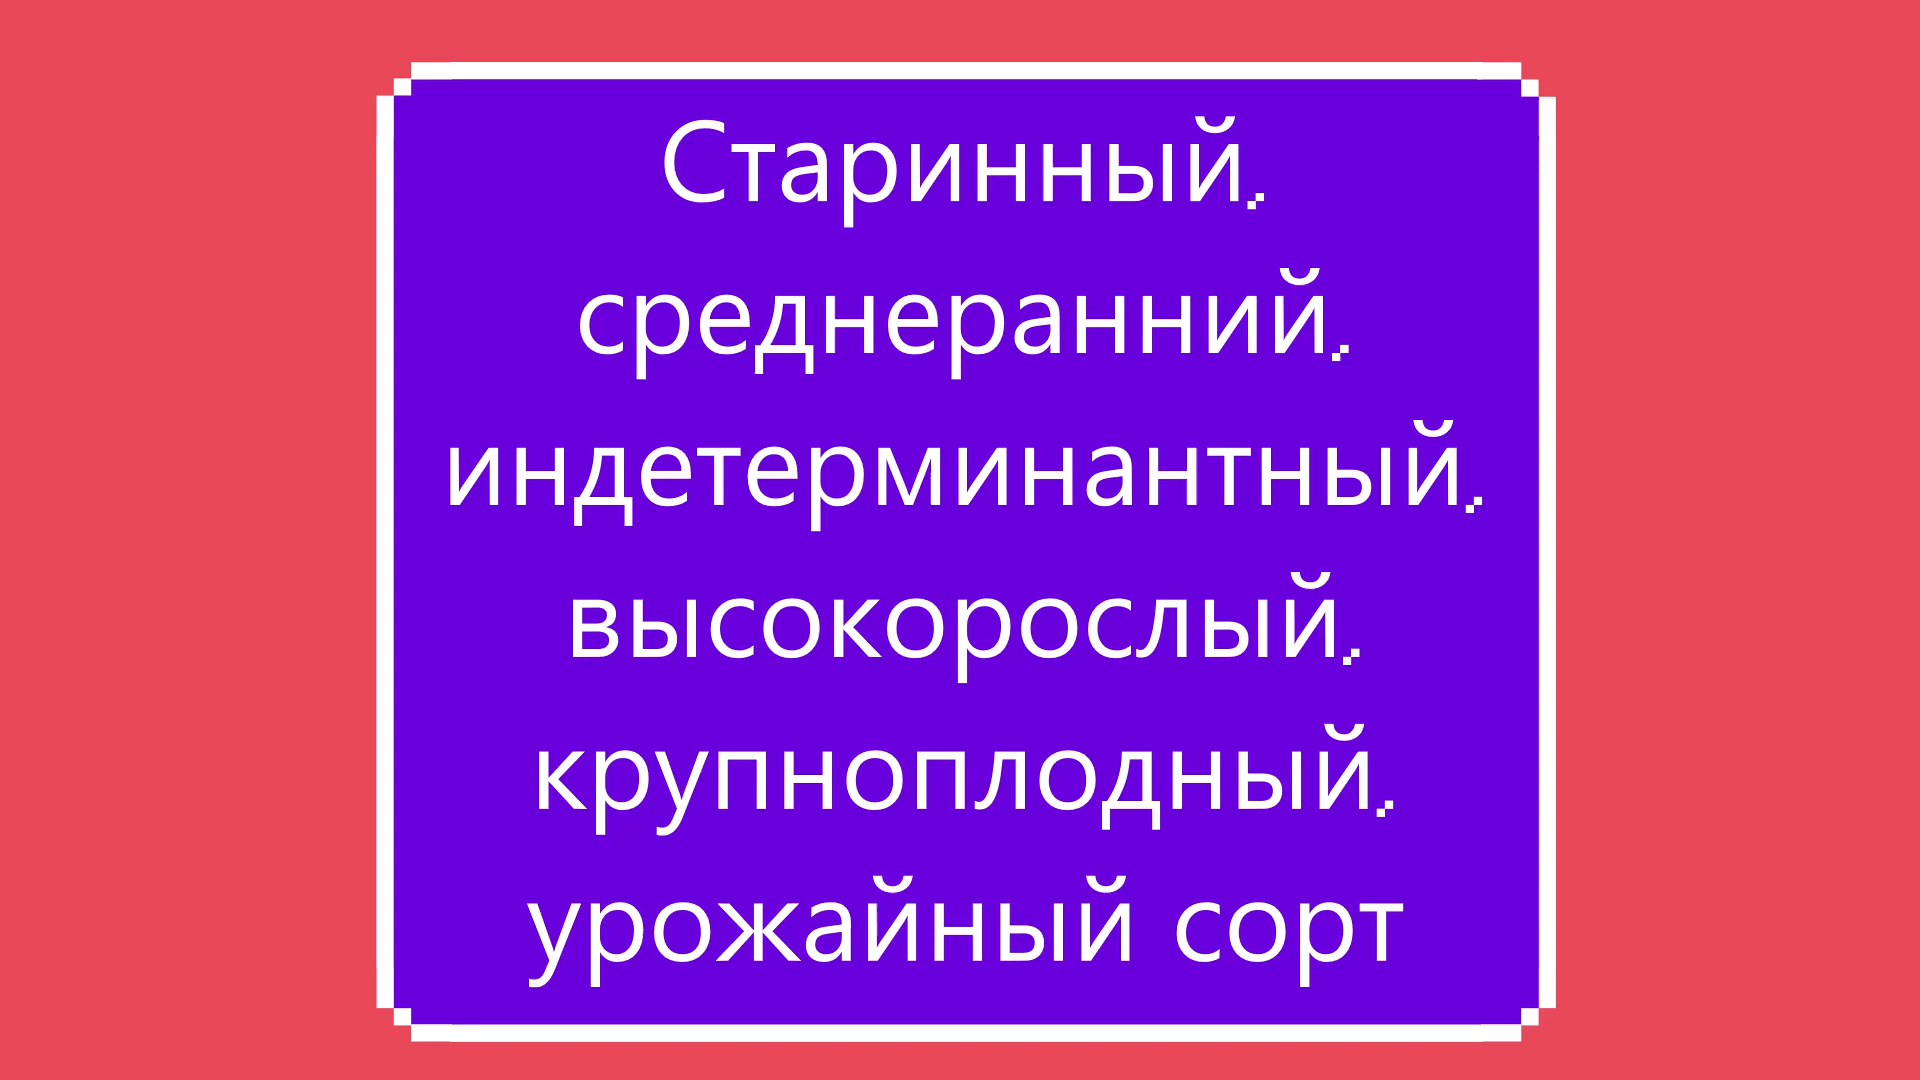 Старинный,
среднеранний,
индетерминантный,
высокорослый,
крупноплодный,
урожайный сорт